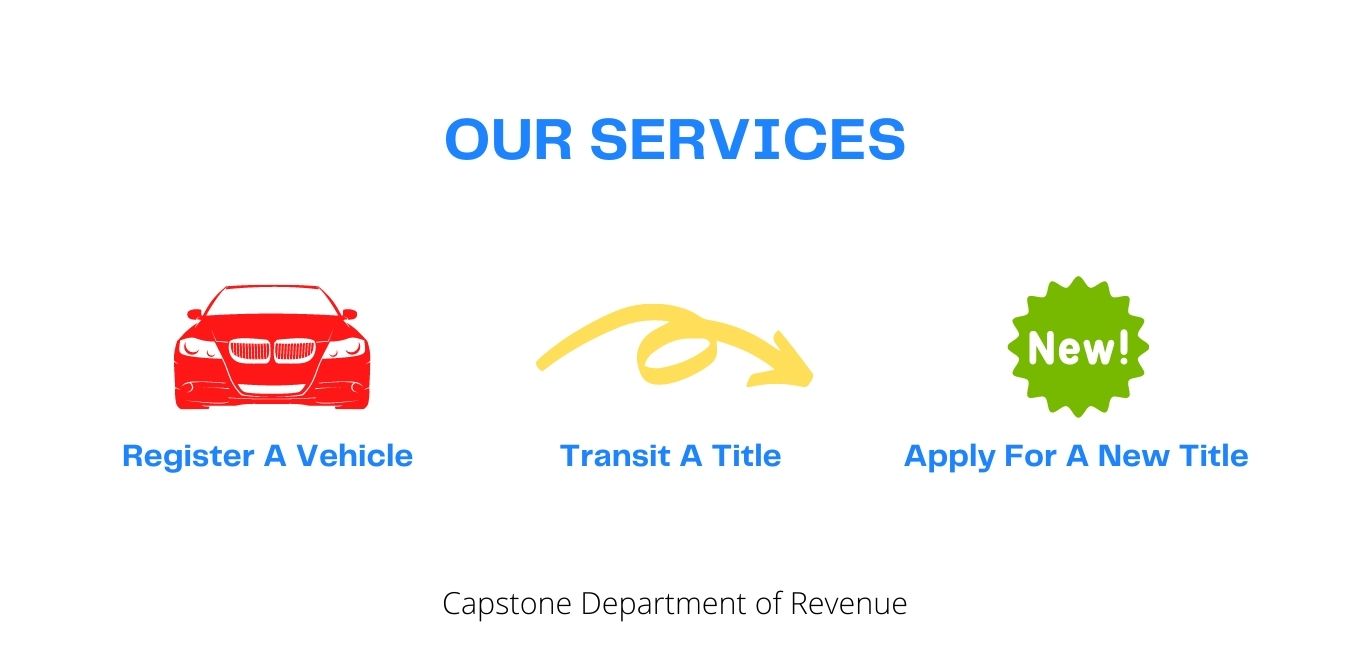 OUR SERVICES
New!
Register A Vehicle
Transit A Title
Apply For A New Title
Capstone Department of Revenue